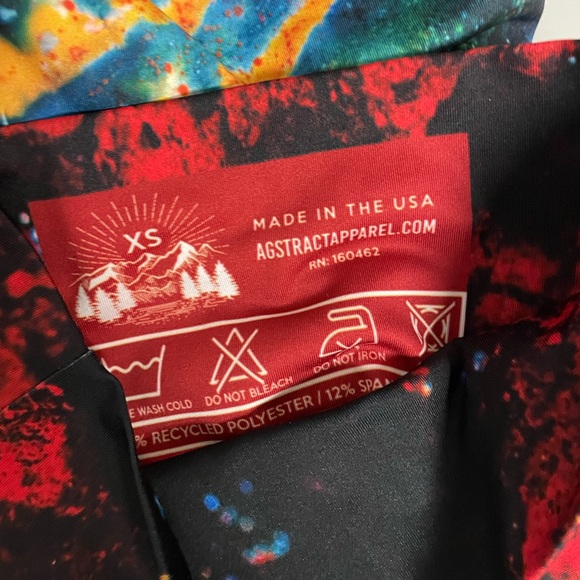 XS
MADE IN THE USA
AGSTRACTAPPAREL.COM
RN: 160462
WASH COLD
DO NOT BLEACH
DO NOT IRON
% RECYCLED POLYESTER / 12% SPA